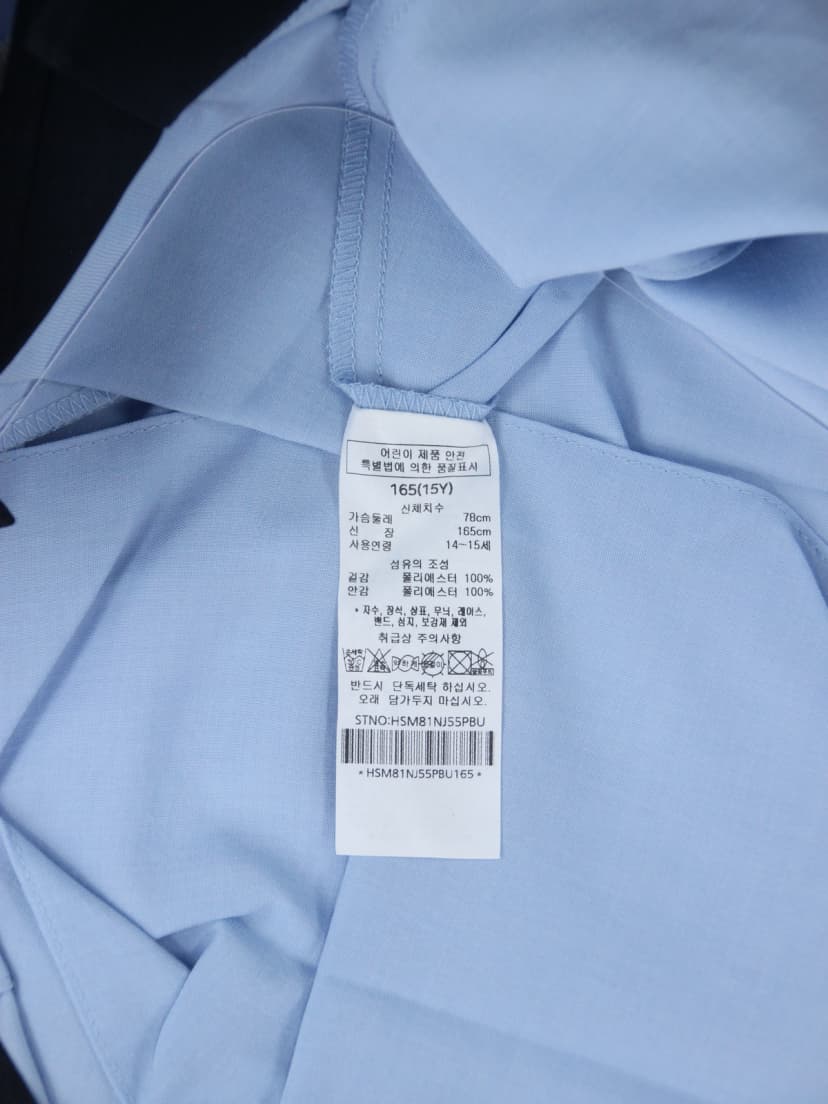 어린이 제품 안전
특별법에 의한 품질표시
165(15Y)
신체치수
가슴둘레 78cm
신 장 165cm
사용연령 14~15세
섬유의 조성
겉감 폴리에스터 100%
안감 폴리에스터 100%
* 자수, 장식, 상표, 무늬, 레이스,
밴드, 심지, 보강재 제외
취급상 주의사항
반드시 단독세탁 하십시오.
오래 담가두지 마십시오.
STNO:HSM81NJ55PBU
*HSM81NJ55PBU165*